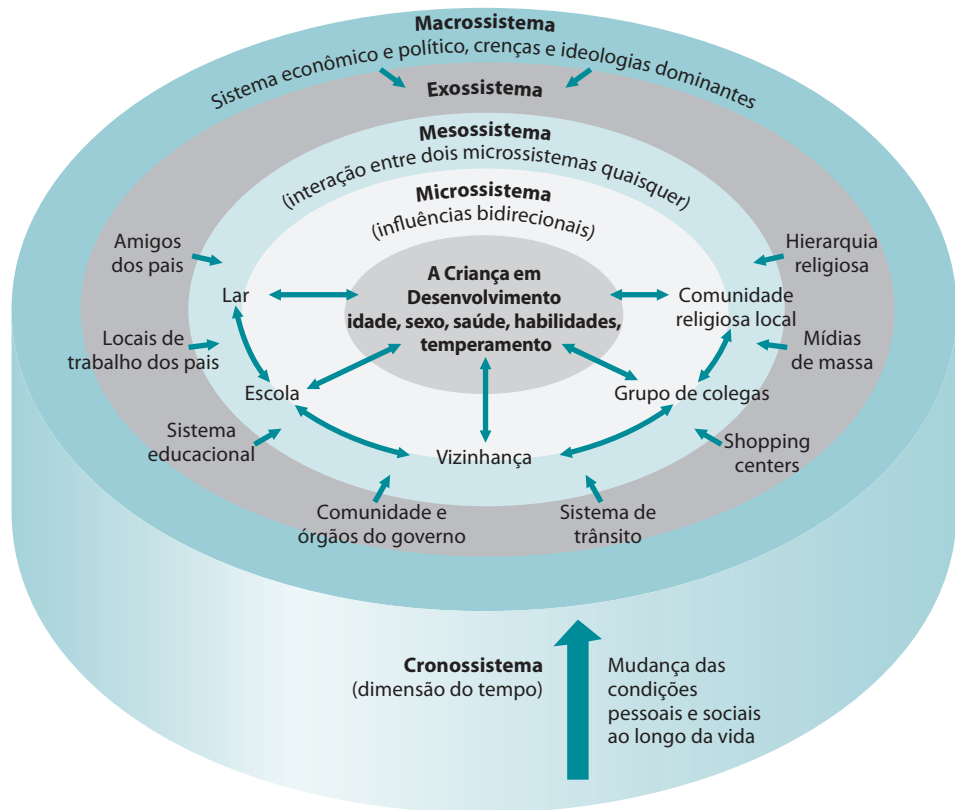 Macrossistema
Sistema econômico e político, crenças e ideologias dominantes
Exossistema
Mesossistema
(interação entre dois microssistemas quaisquer)
Microssistema
(influências bidirecionais)
A Criança em
Desenvolvimento
idade, sexo, saúde, habilidades,
temperamento
Amigos
dos pais
Lar
Locais de
trabalho dos pais
Escola
Sistema
educacional
Vizinhança
Comunidade e
órgãos do governo
Sistema de
trânsito
Hierarquia
religiosa
Comunidade
religiosa local
Mídias
de massa
Grupo de colegas
Shopping
centers
Cronossistema
(dimensão do tempo)
Mudança das
condições
pessoais e sociais
ao longo da vida